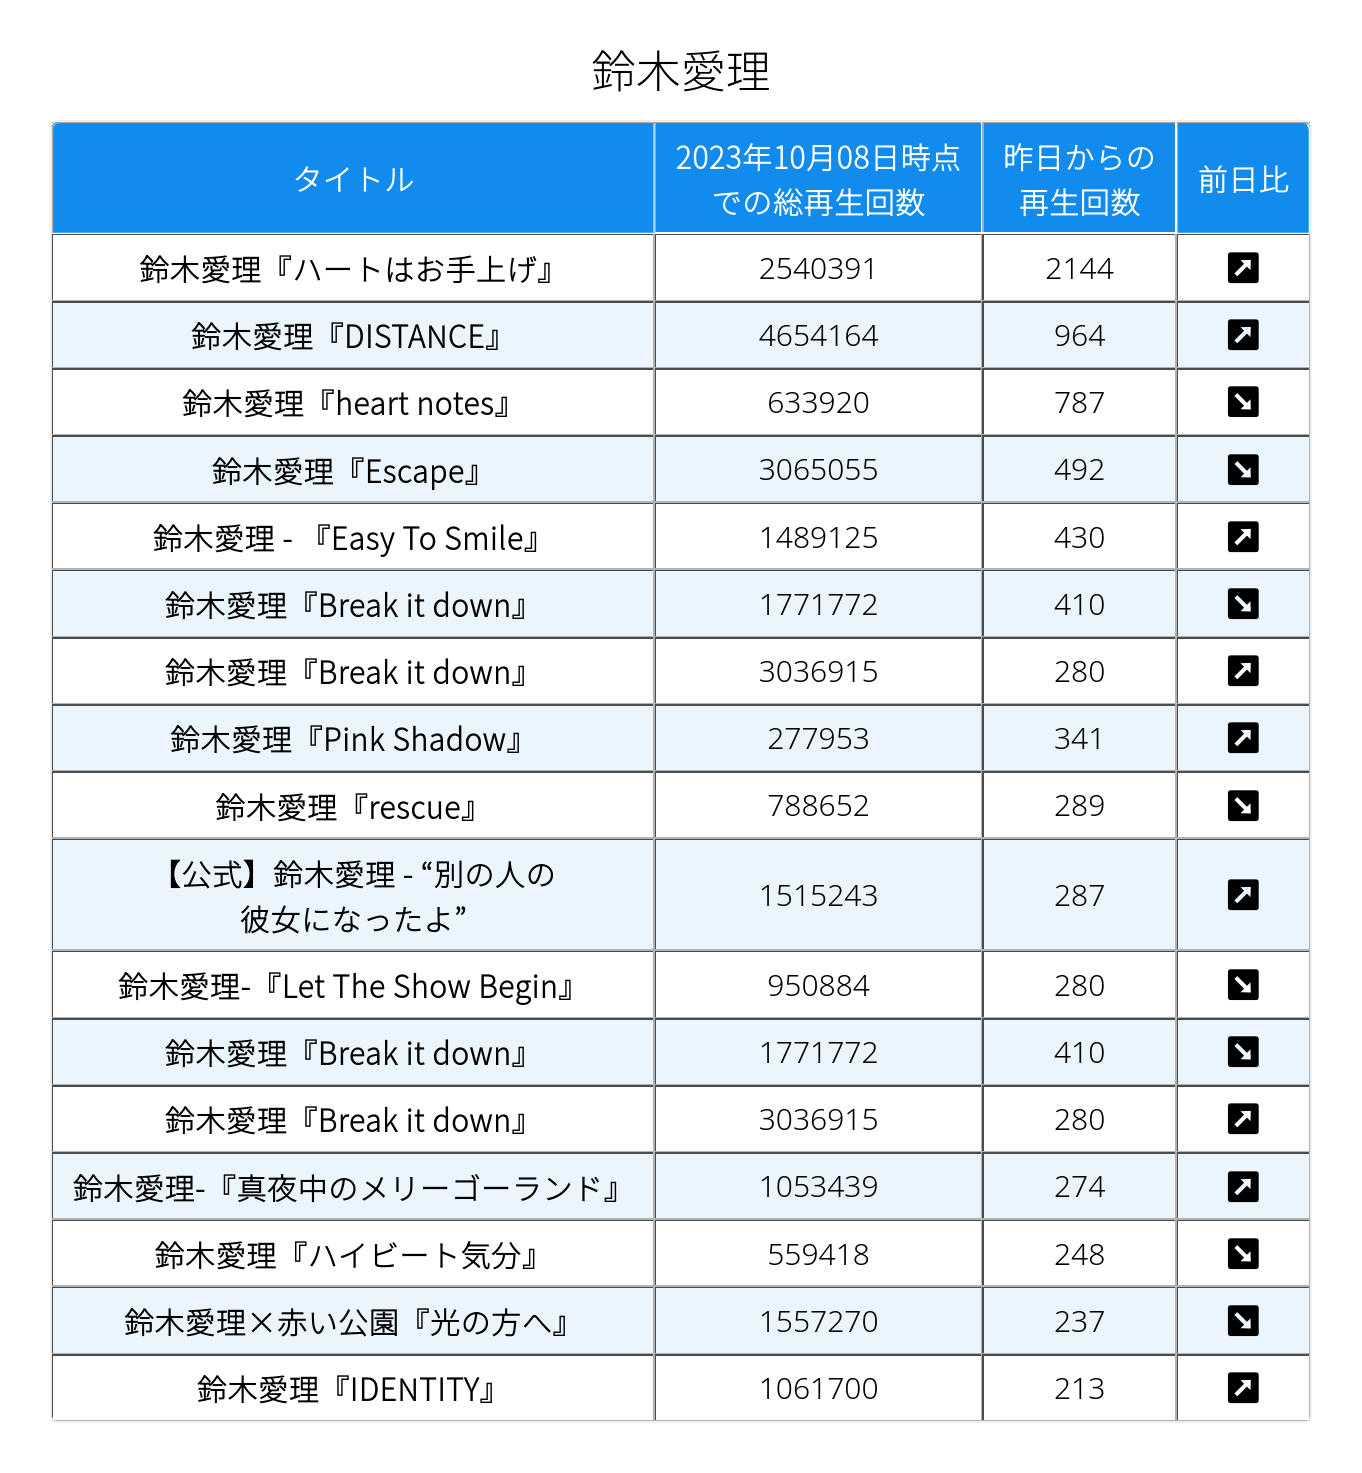 鈴木愛理
タイトル
2023年10月08日時点
での総再生回数
昨日からの
再生回数
前日比
鈴木愛理『ハートはお手上げ』 2540391 2144 ↗
鈴木愛理『DISTANCE』 4654164 964 ↗
鈴木愛理『heart notes』 633920 787 ↘
鈴木愛理『Escape』 3065055 492 ↘
鈴木愛理 - 『Easy To Smile』 1489125 430 ↗
鈴木愛理『Break it down』 1771772 410 ↘
鈴木愛理『Break it down』 3036915 280 ↗
鈴木愛理『Pink Shadow』 277953 341 ↗
鈴木愛理『rescue』 788652 289 ↘
【公式】鈴木愛理 - “別の人の
彼女になったよ” 1515243 287 ↗
鈴木愛理-『Let The Show Begin』 950884 280 ↘
鈴木愛理『Break it down』 1771772 410 ↘
鈴木愛理『Break it down』 3036915 280 ↗
鈴木愛理-『真夜中のメリーゴーランド』 1053439 274 ↗
鈴木愛理『ハイビート気分』 559418 248 ↘
鈴木愛理×赤い公園『光の方へ』 1557270 237 ↘
鈴木愛理『IDENTITY』 1061700 213 ↗